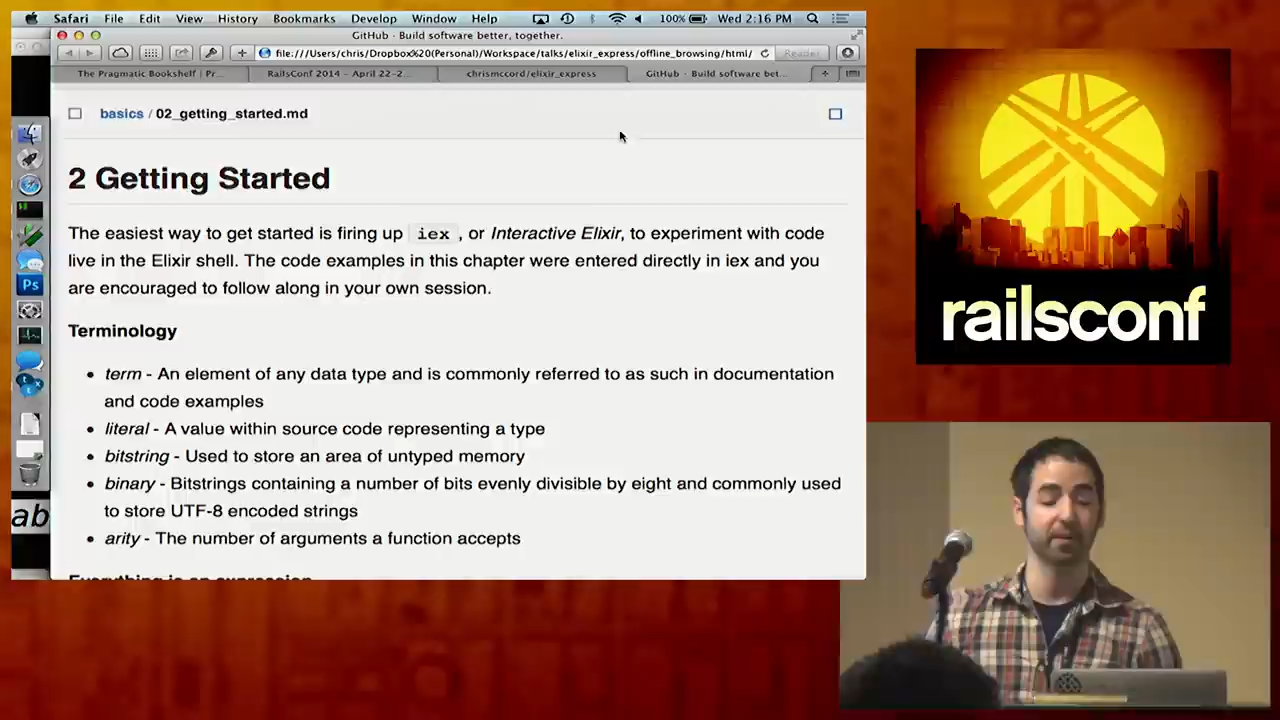 Safari File Edit View History Bookmarks Develop Window Help 100% Wed 2:16 PM
GitHub · Build software better, together.
file:///Users/chris/Dropbox%20(Personal)/Workspace/talks/elixir_express/offline_browsing/html/ Reader
The Pragmatic Bookshelf | Pr... RailsConf 2014 – April 22–2... chrismccord/elixir_express GitHub · Build software bet...
basics / 02_getting_started.md
2 Getting Started
The easiest way to get started is firing up iex , or Interactive Elixir, to experiment with code
live in the Elixir shell. The code examples in this chapter were entered directly in iex and you
are encouraged to follow along in your own session.
Terminology
• term - An element of any data type and is commonly referred to as such in documentation
and code examples
• literal - A value within source code representing a type
• bitstring - Used to store an area of untyped memory
• binary - Bitstrings containing a number of bits evenly divisible by eight and commonly used
to store UTF-8 encoded strings
• arity - The number of arguments a function accepts
Everything is an expression
Ps
ab
railsconf